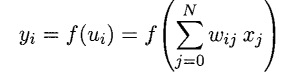 y_i = f(u_i) = f\left( \sum_{j=0}^{N} w_{ij} \, x_j \right)